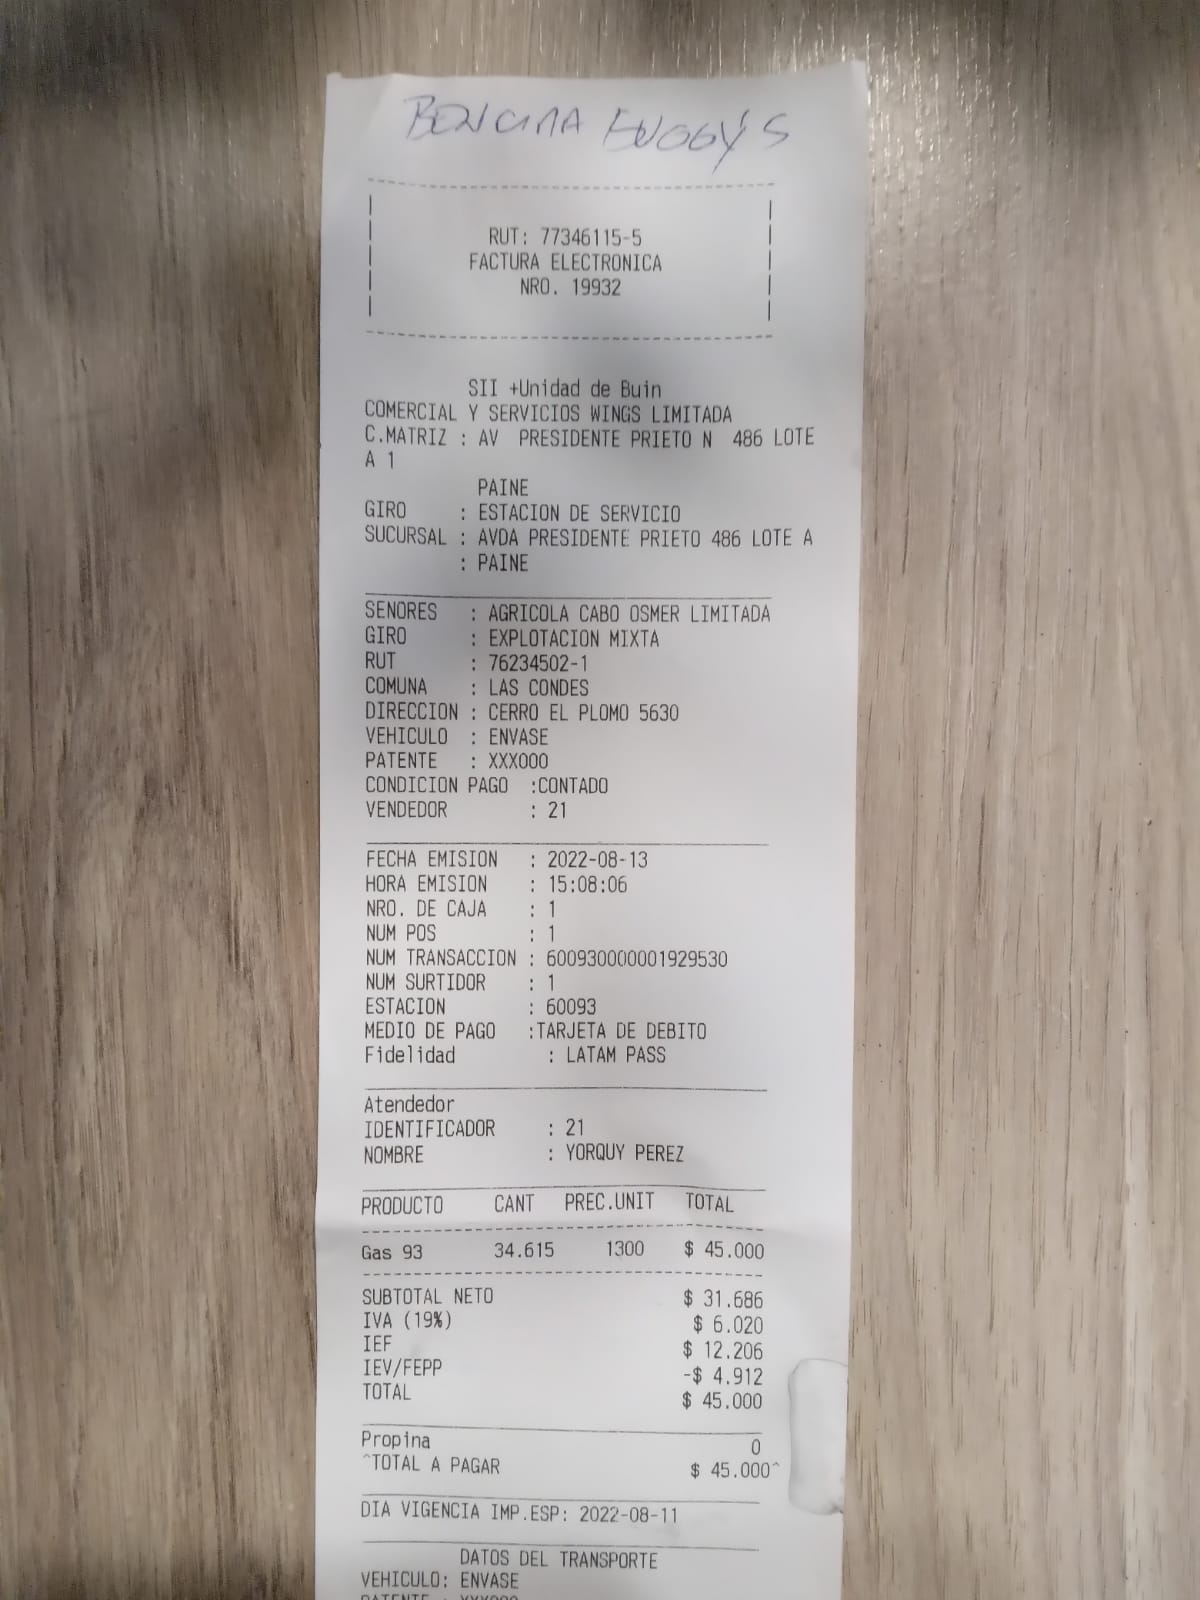 BENCINA BUGGY'S
RUT: 77346115-5
FACTURA ELECTRONICA
NRO. 19932
SII +Unidad de Buin
COMERCIAL Y SERVICIOS WINGS LIMITADA
C.MATRIZ : AV PRESIDENTE PRIETO N 486 LOTE
A 1
PAINE
GIRO : ESTACION DE SERVICIO
SUCURSAL : AVDA PRESIDENTE PRIETO 486 LOTE A
: PAINE
SENORES : AGRICOLA CABO OSMER LIMITADA
GIRO : EXPLOTACION MIXTA
RUT : 76234502-1
COMUNA : LAS CONDES
DIRECCION : CERRO EL PLOMO 5630
VEHICULO : ENVASE
PATENTE : XXX000
CONDICION PAGO :CONTADO
VENDEDOR : 21
FECHA EMISION : 2022-08-13
HORA EMISION : 15:08:06
NRO. DE CAJA : 1
NUM POS : 1
NUM TRANSACCION : 600930000001929530
NUM SURTIDOR : 1
ESTACION : 60093
MEDIO DE PAGO :TARJETA DE DEBITO
Fidelidad : LATAM PASS
Atendedor
IDENTIFICADOR : 21
NOMBRE : YORQUY PEREZ
PRODUCTO CANT PREC.UNIT TOTAL
Gas 93 34.615 1300 $ 45.000
SUBTOTAL NETO $ 31.686
IVA (19%) $ 6.020
IEF $ 12.206
IEV/FEPP -$ 4.912
TOTAL $ 45.000
Propina 0
^TOTAL A PAGAR $ 45.000^
DIA VIGENCIA IMP.ESP: 2022-08-11
DATOS DEL TRANSPORTE
VEHICULO: ENVASE
PATENTE : XXX000